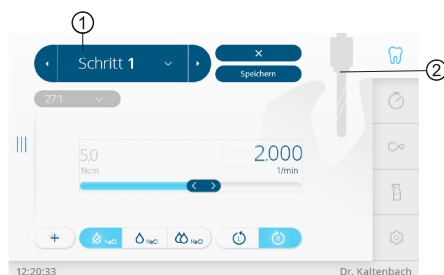 1
Schritt 1
×
Speichern
2
27:1
5,0
Ncm
2.000
1/min
NaCl
NaCl
NaCl
L
R
12:20:33
Dr. Kaltenbach